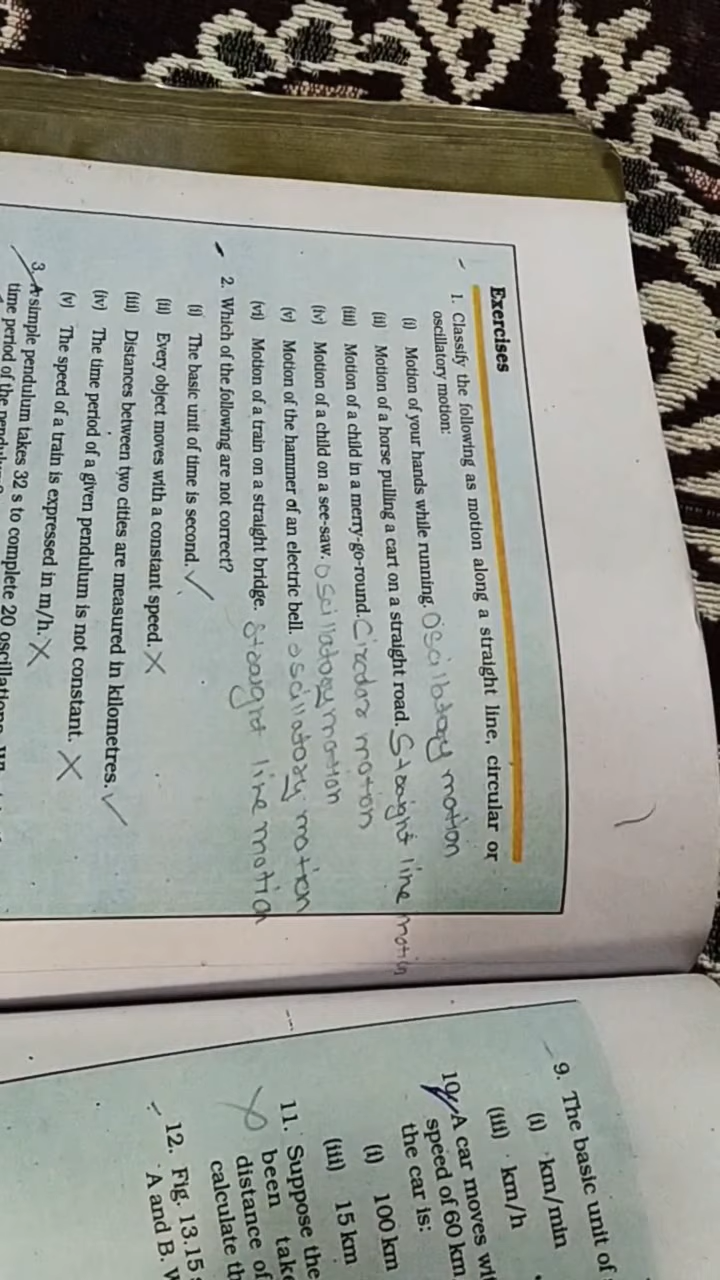 Exercises
1. Classify the following as motion along a straight line, circular or
oscillatory motion:
(i) Motion of your hands while running. Oscillatory motion
(ii) Motion of a horse pulling a cart on a straight road. Straight line motion
(iii) Motion of a child in a merry-go-round. Circular motion
(iv) Motion of a child on a see-saw. Oscillatory motion
(v) Motion of the hammer of an electric bell. oscillatory motion
(vi) Motion of a train on a straight bridge. Straight line motion
2. Which of the following are not correct?
(i) The basic unit of time is second. ✓
(ii) Every object moves with a constant speed. X
(iii) Distances between two cities are measured in kilometres. ✓
(iv) The time period of a given pendulum is not constant. X
(v) The speed of a train is expressed in m/h. X
3. A simple pendulum takes 32 s to complete 20 oscillations.
time period of the
9. The basic unit of
(i) km/min
(iii) km/h
10. A car moves
speed of 60 km
the car is:
(i) 100 km
(iii) 15 km
11. Suppose the
been
distance of
calculate
12. Fig. 13.15
A and B.